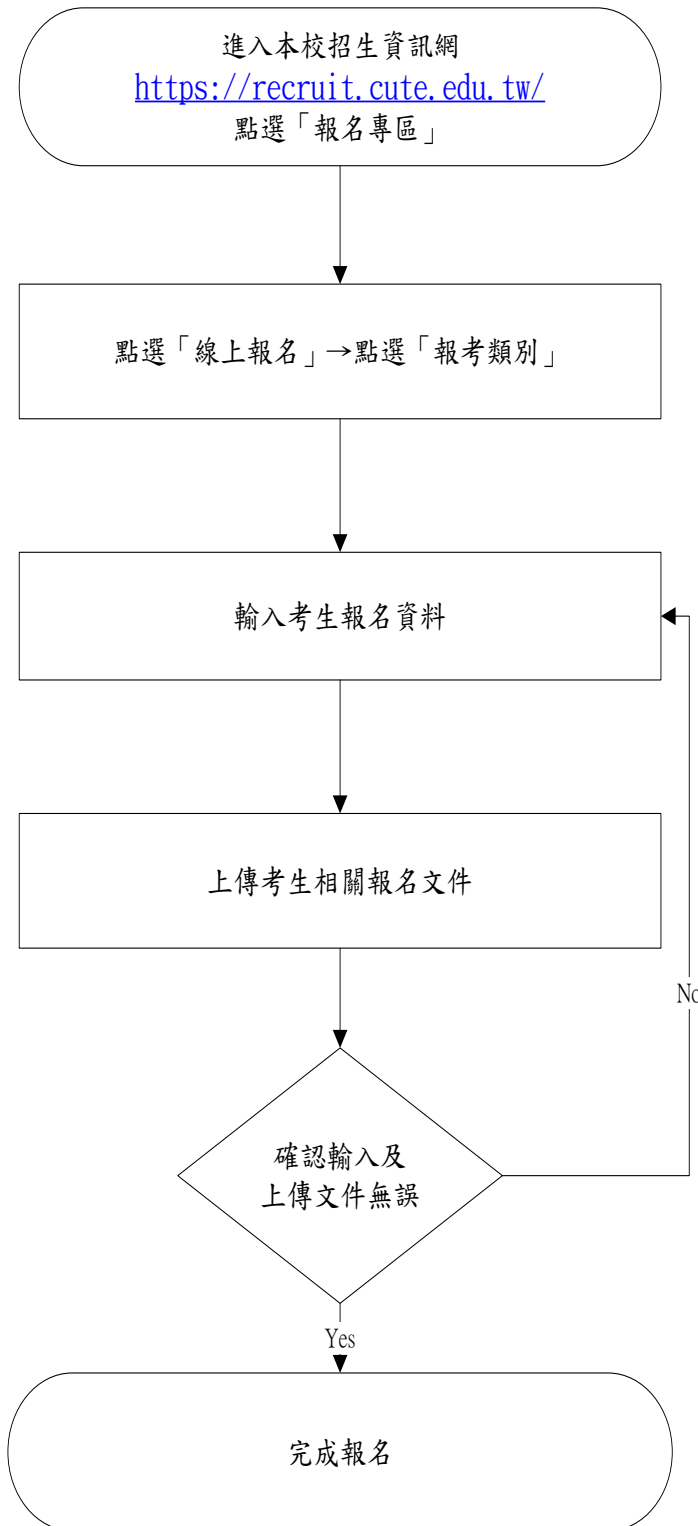 進入本校招生資訊網
https://recruit.cute.edu.tw/
點選「報名專區」
點選「線上報名」→點選「報考類別」
輸入考生報名資料
上傳考生相關報名文件
No
確認輸入及
上傳文件無誤
Yes
完成報名